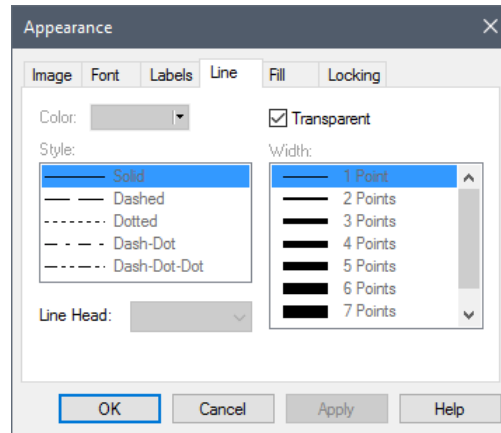 Appearance
Image Font Labels Line Fill Locking
Color:
Transparent
Style:
Solid
Dashed
Dotted
Dash-Dot
Dash-Dot-Dot
Width:
1 Point
2 Points
3 Points
4 Points
5 Points
6 Points
7 Points
Line Head:
OK Cancel Apply Help